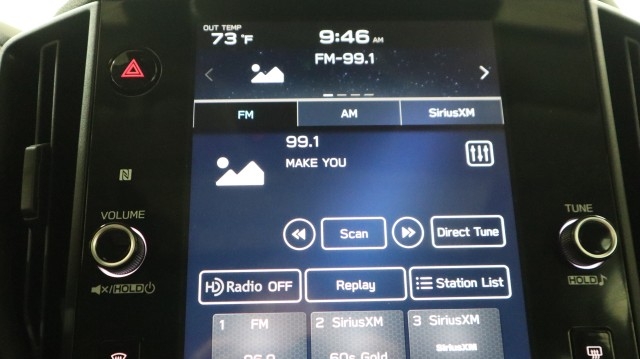 OUT TEMP
73 °F
9:46 AM
FM-99.1
FM AM SiriusXM
99.1
MAKE YOU
VOLUME
TUNE
Scan
Direct Tune
HOLD
HOLD
HD Radio OFF
Replay
Station List
1 FM
2 SiriusXM
3 SiriusXM
60s Gold
SiriusXM